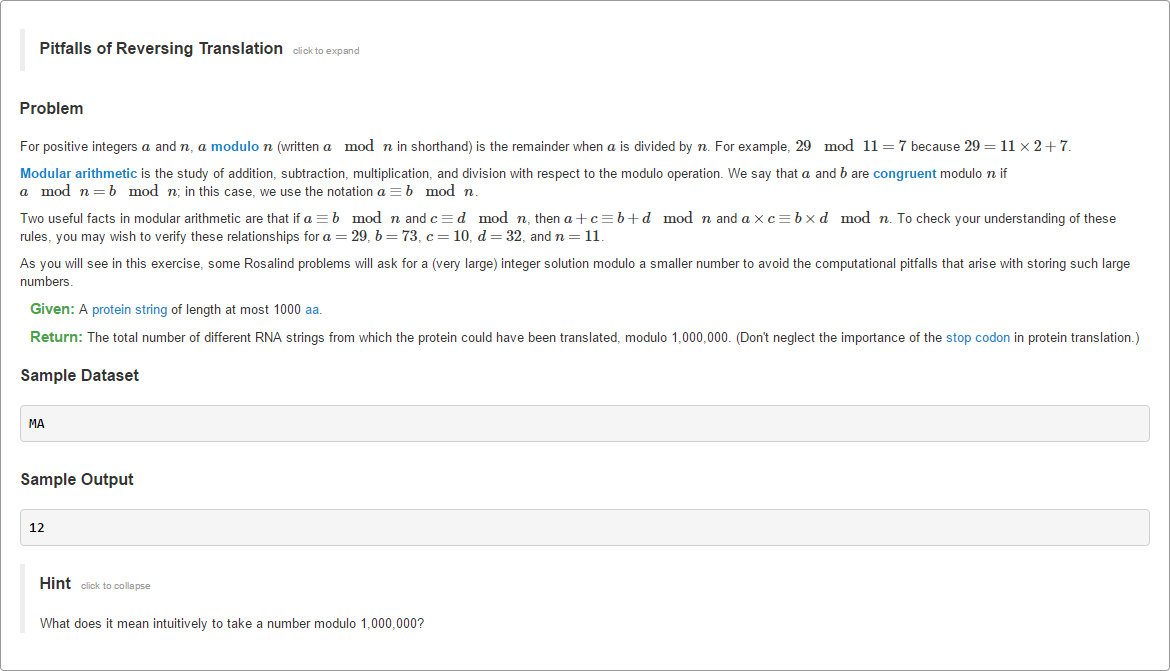 Pitfalls of Reversing Translation click to expand
Problem
For positive integers a and n, a modulo n (written a mod n in shorthand) is the remainder when a is divided by n. For example, 29 mod 11 = 7 because 29 = 11 × 2 + 7.
Modular arithmetic is the study of addition, subtraction, multiplication, and division with respect to the modulo operation. We say that a and b are congruent modulo n if
a mod n = b mod n; in this case, we use the notation a ≡ b mod n.
Two useful facts in modular arithmetic are that if a ≡ b mod n and c ≡ d mod n, then a + c ≡ b + d mod n and a × c ≡ b × d mod n. To check your understanding of these
rules, you may wish to verify these relationships for a = 29, b = 73, c = 10, d = 32, and n = 11.
As you will see in this exercise, some Rosalind problems will ask for a (very large) integer solution modulo a smaller number to avoid the computational pitfalls that arise with storing such large
numbers.
Given: A protein string of length at most 1000 aa.
Return: The total number of different RNA strings from which the protein could have been translated, modulo 1,000,000. (Don't neglect the importance of the stop codon in protein translation.)
Sample Dataset
MA
Sample Output
12
Hint click to collapse
What does it mean intuitively to take a number modulo 1,000,000?